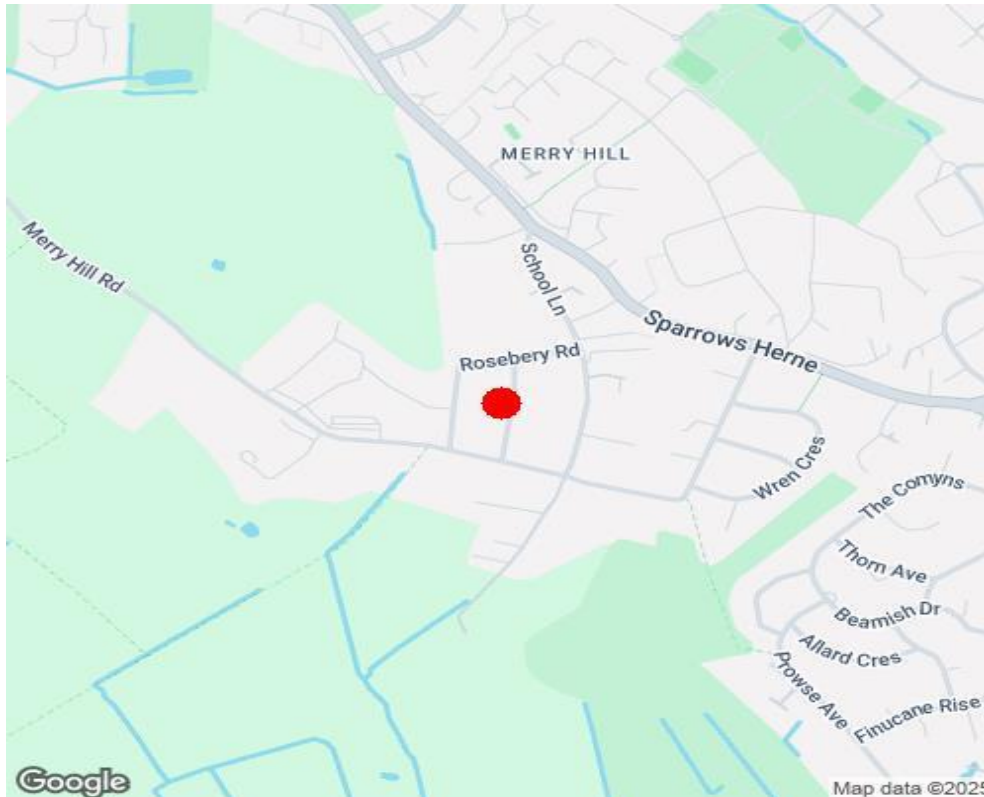 MERRY HILL
Merry Hill Rd
School Ln
Sparrows Herne
Rosebery Rd
Wren Cres
The Comyns
Thorn Ave
Beamish Dr
Allard Cres
Prowse Ave
Finucane Rise
Google
Map data ©2025